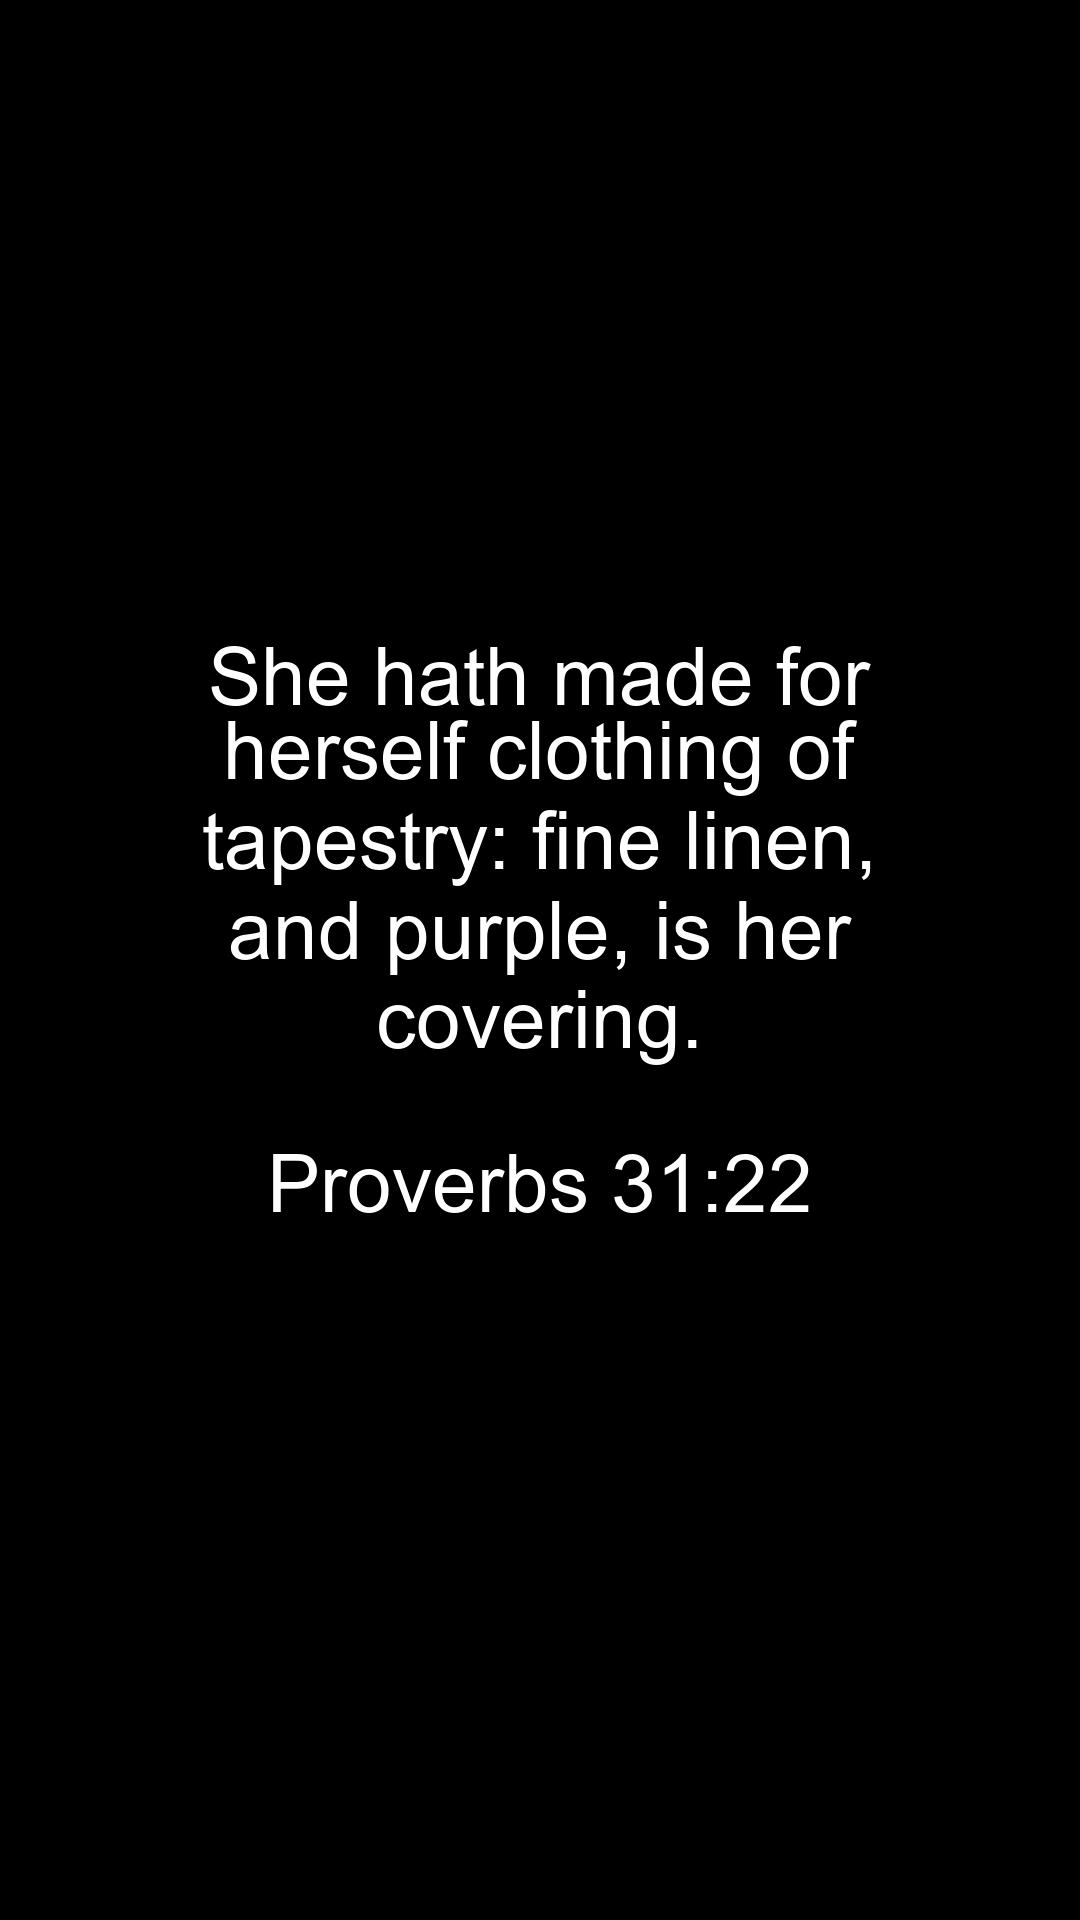 She hath made for
herself clothing of
tapestry: fine linen,
and purple, is her
covering.
Proverbs 31:22